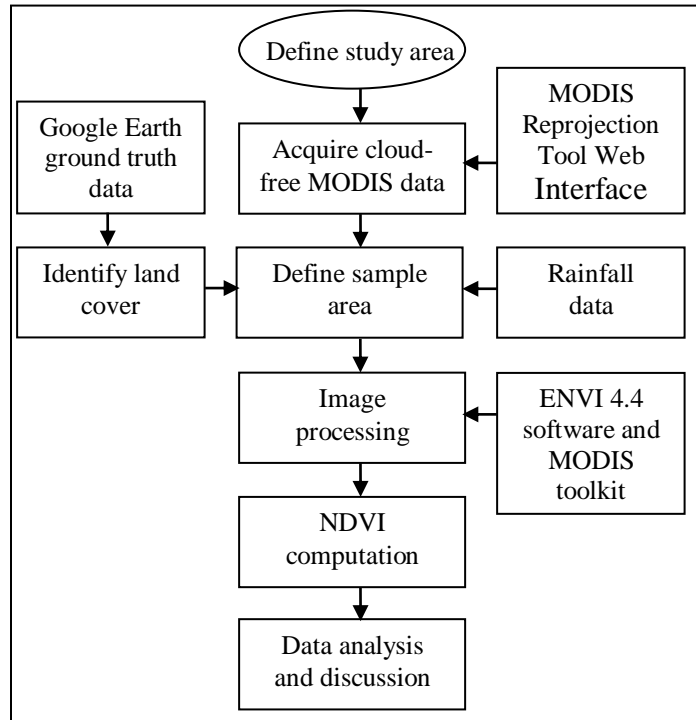 Define study area
Google Earth
ground truth
data
Acquire cloud-
free MODIS data
MODIS
Reprojection
Tool Web
Interface
Identify land
cover
Define sample
area
Rainfall
data
Image
processing
ENVI 4.4
software and
MODIS
toolkit
NDVI
computation
Data analysis
and discussion